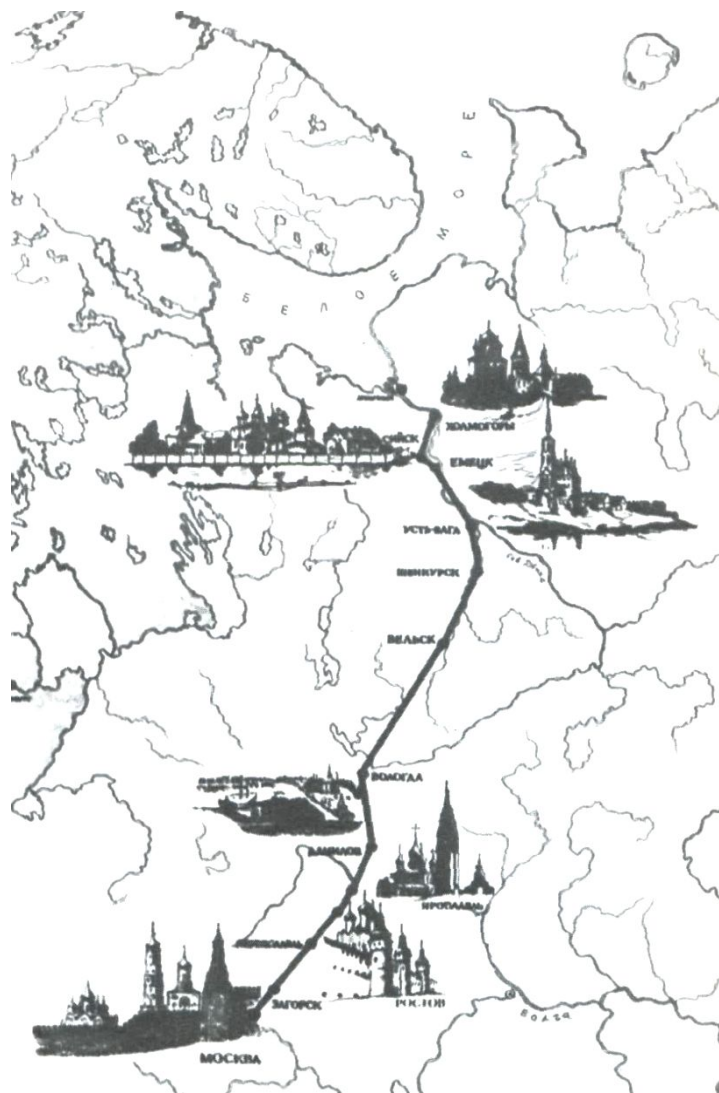 БЕЛОЕ МОРЕ
ХОЛМОГОРЫ
СИЙСК
ЕМЕЦК
УСТЬ-ВАГА
ШЕНКУРСК
ВЕЛЬСК
ВОЛОГДА
ДАНИЛОВ
ЯРОСЛАВЛЬ
РОСТОВ
ЗАГОРСК
ВОЛГА
МОСКВА